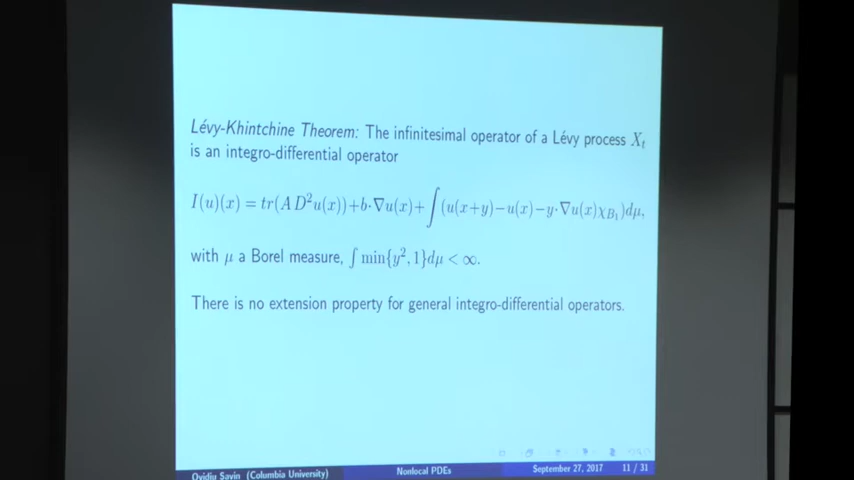 Lévy-Khintchine Theorem: The infinitesimal operator of a Lévy process X_t
is an integro-differential operator
I(u)(x) = tr(A D²u(x))+b·∇u(x)+∫(u(x+y)−u(x)−y·∇u(x)χ_{B_1})dμ,
with μ a Borel measure, ∫ min{y², 1}dμ < ∞.
There is no extension property for general integro-differential operators.
Ovidiu Savin (Columbia University) Nonlocal PDEs September 27, 2017 11 / 31